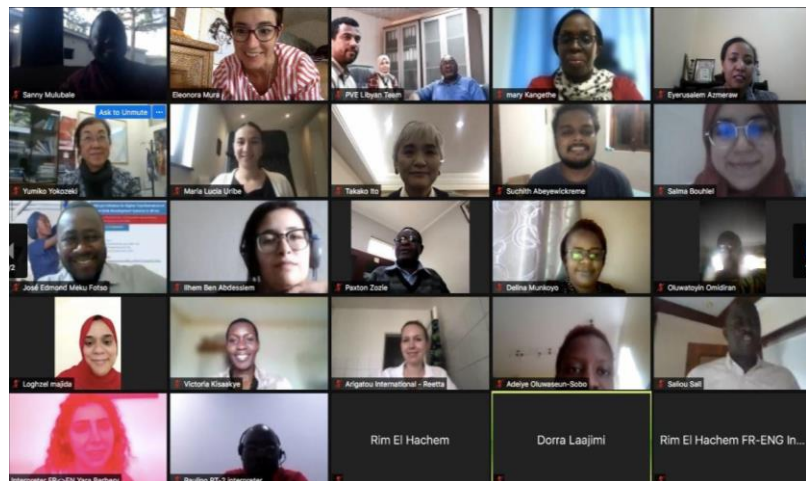 Sanny Mulubale
Eleonora Mura
PVE Libyan Team
mary Kangethe
Eyerusalem Azmeraw
Ask to Unmute
Yumiko Yokozeki
Maria Lucia Uribe
Takako Ito
Suchith Abeyewickreme
Salma Bouhlel
José Edmond Meku Fotso
Ilhem Ben Abdesslem
Paxton Zozie
Delina Munkoyo
Oluwatoyin Omidiran
Loghzel majida
Victoria Kisaakye
Arigatou International - Reetta
Adeiye Oluwaseun-Sobo
Saliou Sall
Rim El Hachem
Dorra Laajimi
Rim El Hachem FR-ENG In...